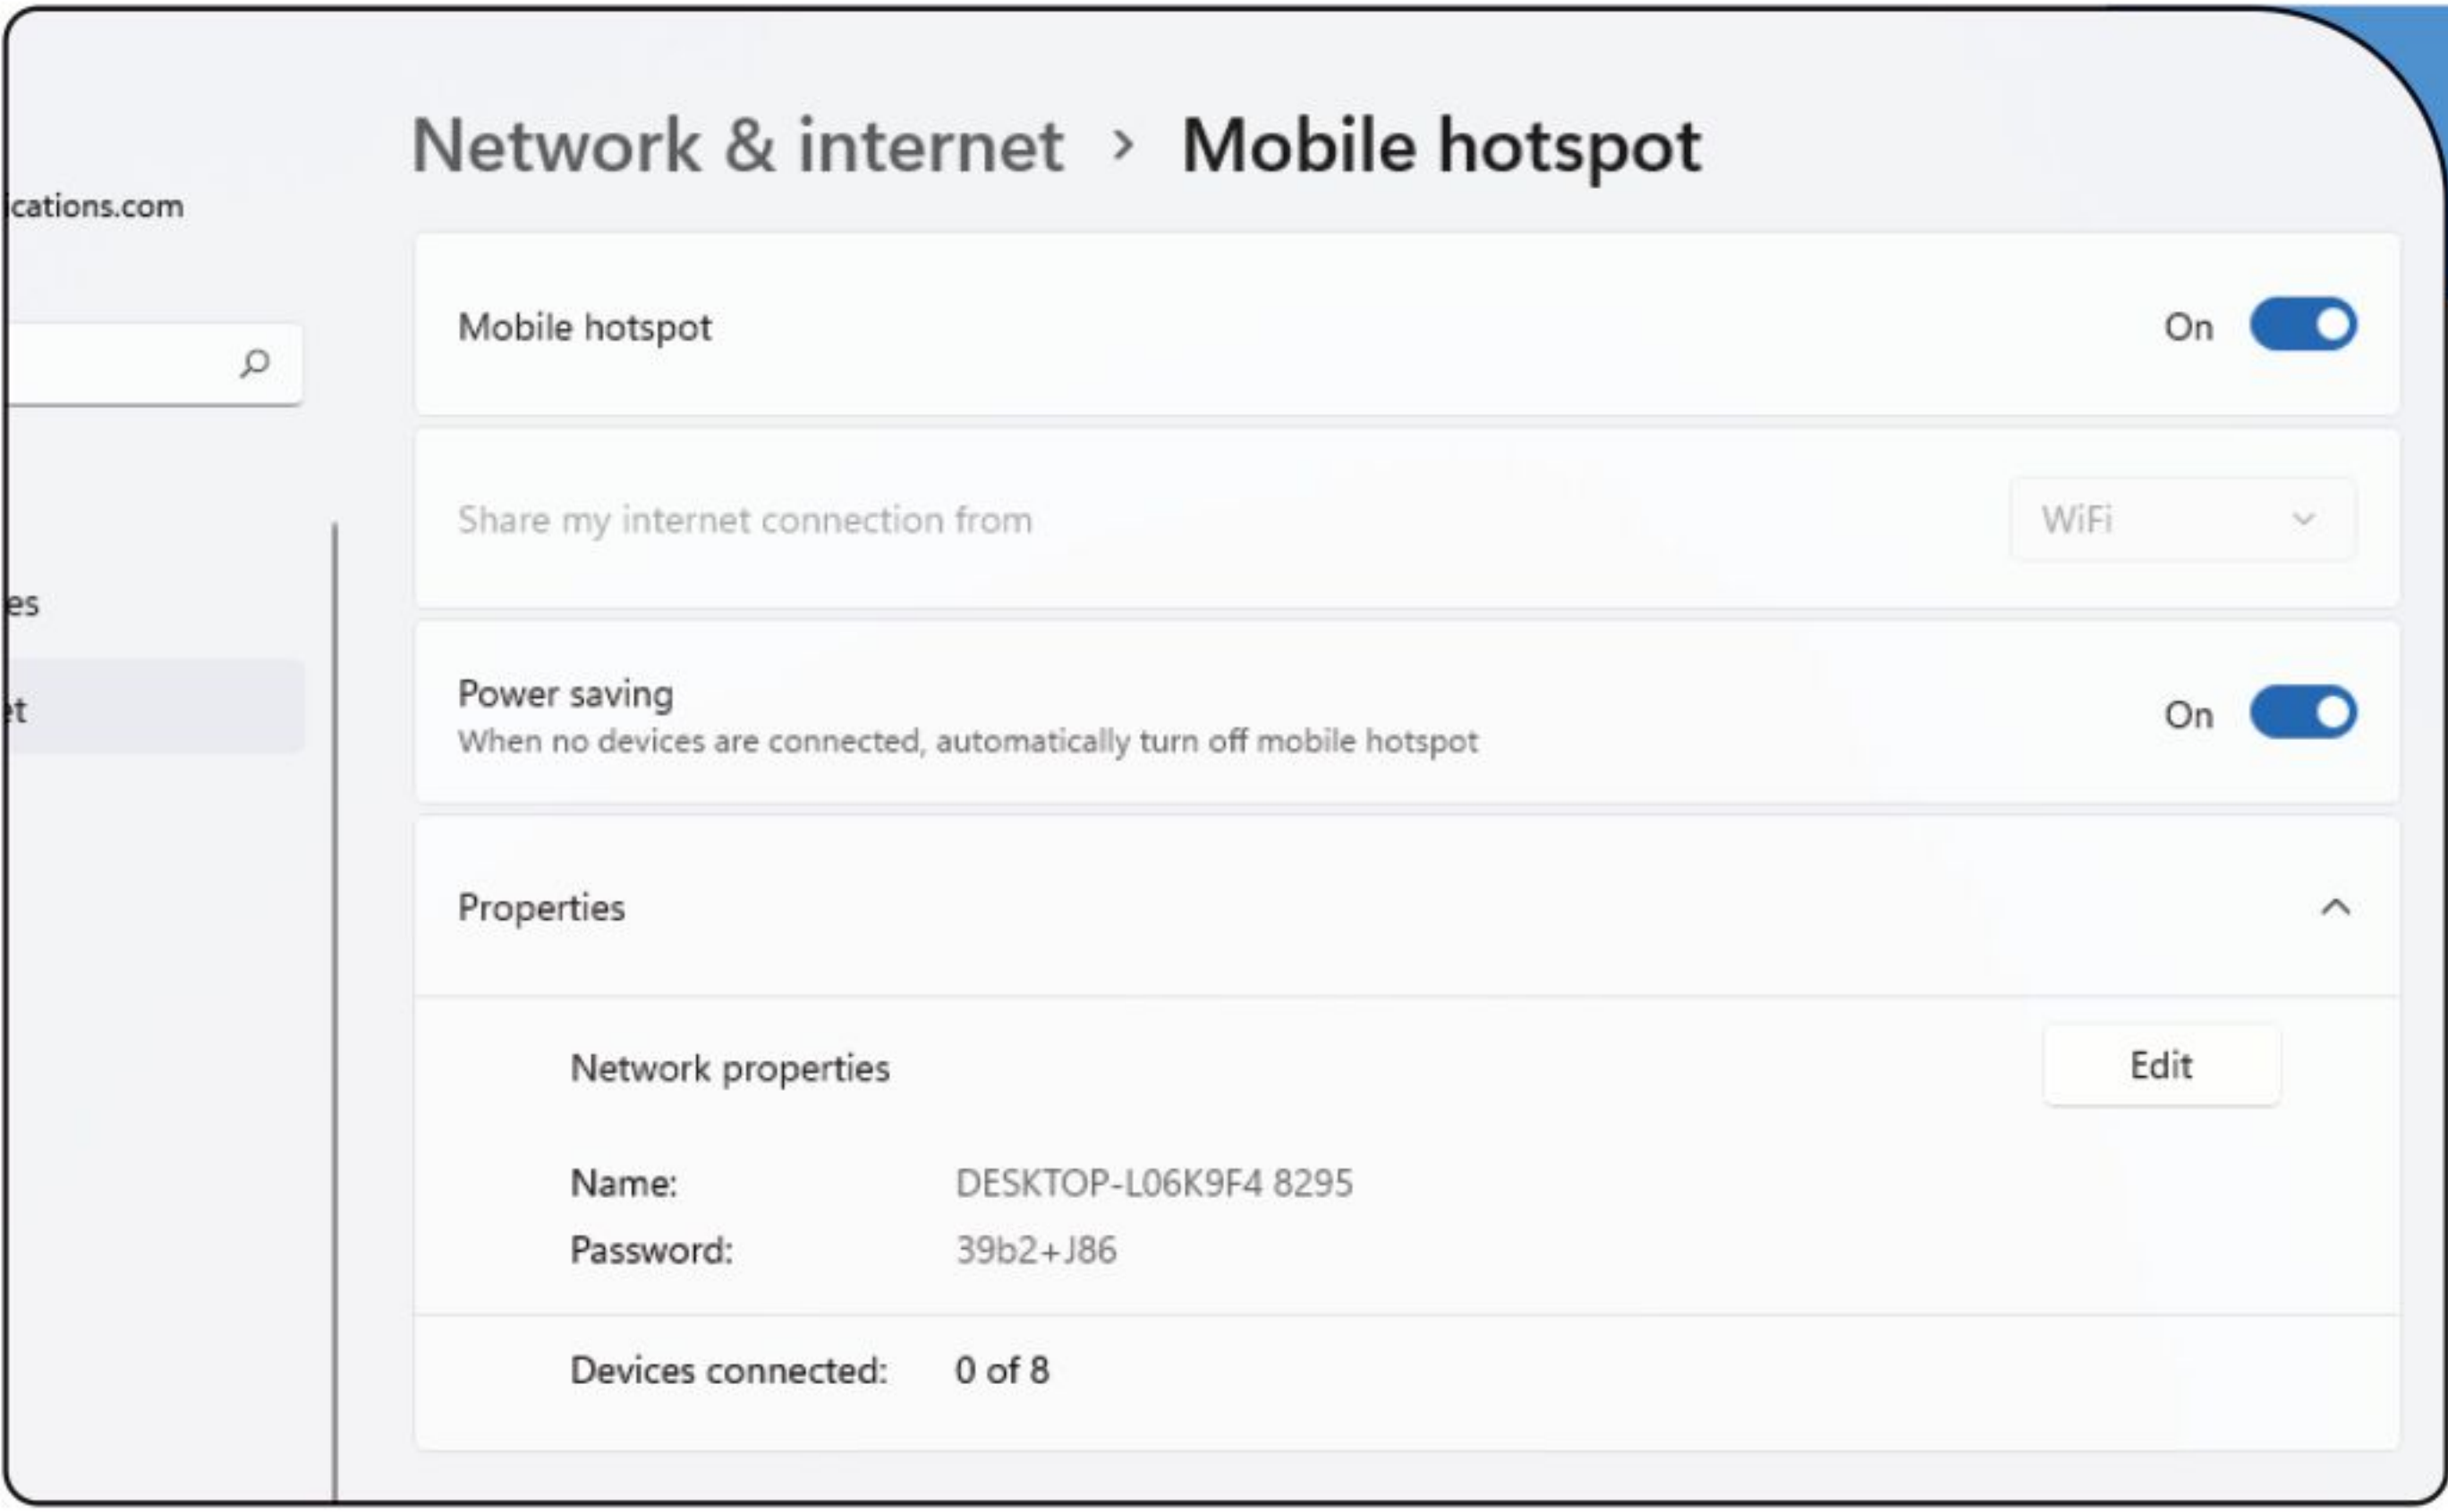 Network & internet > Mobile hotspot
ications.com
Mobile hotspot
On
Share my internet connection from
WiFi
es
Power saving
When no devices are connected, automatically turn off mobile hotspot
On
et
Properties
Network properties
Edit
Name: DESKTOP-L06K9F4 8295
Password: 39b2+J86
Devices connected: 0 of 8